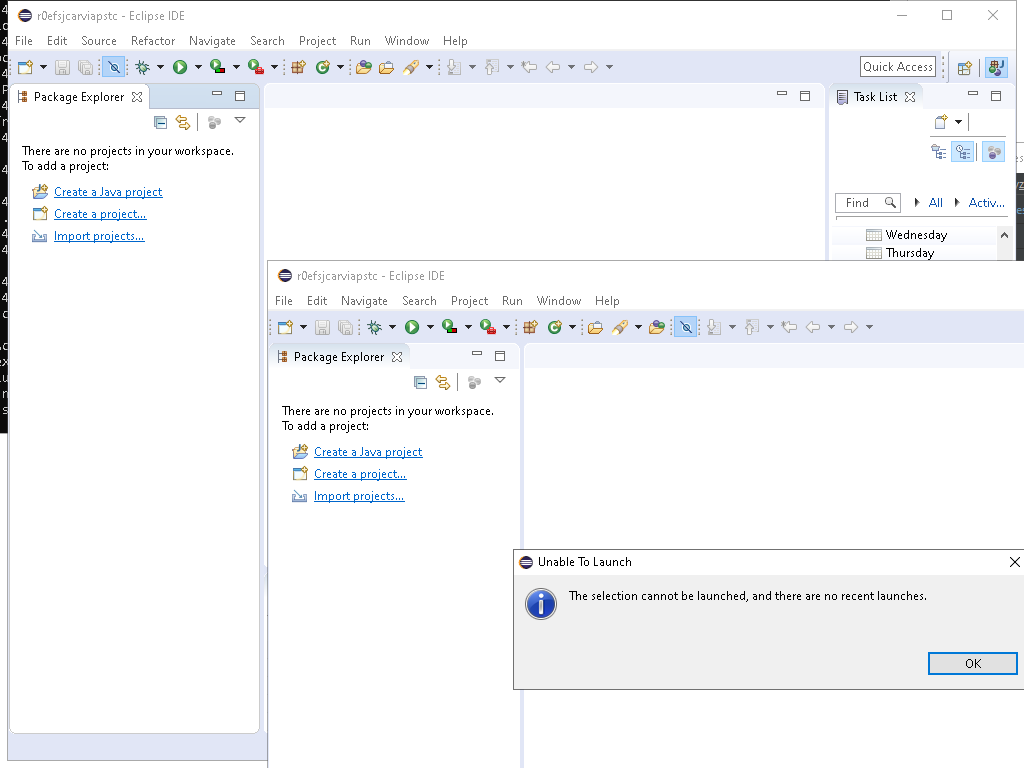 r0efsjcarviapstc - Eclipse IDE
File Edit Source Refactor Navigate Search Project Run Window Help
Quick Access
Package Explorer
Task List
There are no projects in your workspace.
To add a project:
Create a Java project
Create a project...
Import projects...
Find
All
Activ...
Wednesday
Thursday
r0efsjcarviapstc - Eclipse IDE
File Edit Navigate Search Project Run Window Help
Package Explorer
There are no projects in your workspace.
To add a project:
Create a Java project
Create a project...
Import projects...
Unable To Launch
The selection cannot be launched, and there are no recent launches.
OK